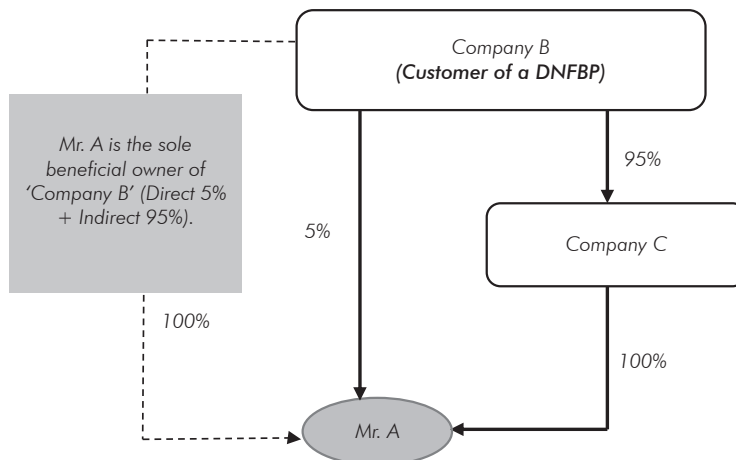 Company B
(Customer of a DNFBP)
Mr. A is the sole
beneficial owner of
‘Company B’ (Direct 5%
+ Indirect 95%).
95%
5%
Company C
100%
100%
Mr. A